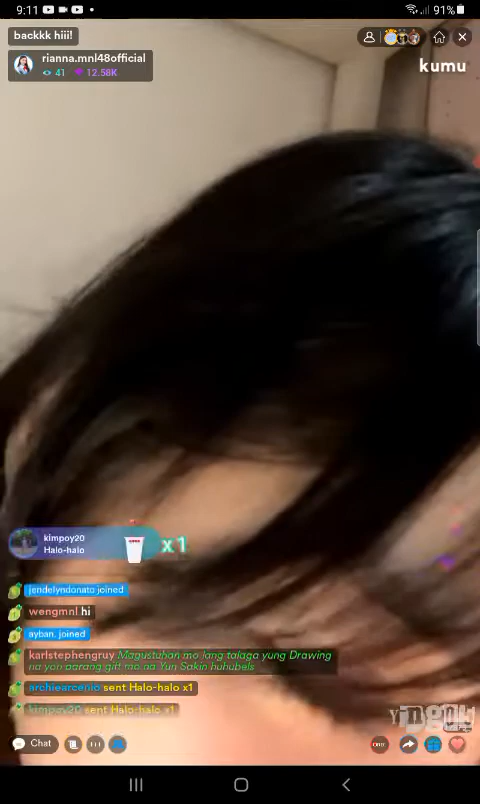 9:11
91%
backkk hiii!
rianna.mnl48official
41 12.58K
kumu
kimpoy20
Halo-halo
x1
jendelyndonato joined
wengmnl hi
ayban. joined
karlstephengruy Magustuhan mo lang talaga yung Drawing
na yon parang gift mo na Yun Sakin huhubels
archiearcenio sent Halo-halo x1
kimpoy20 sent Halo-halo x1
Chat